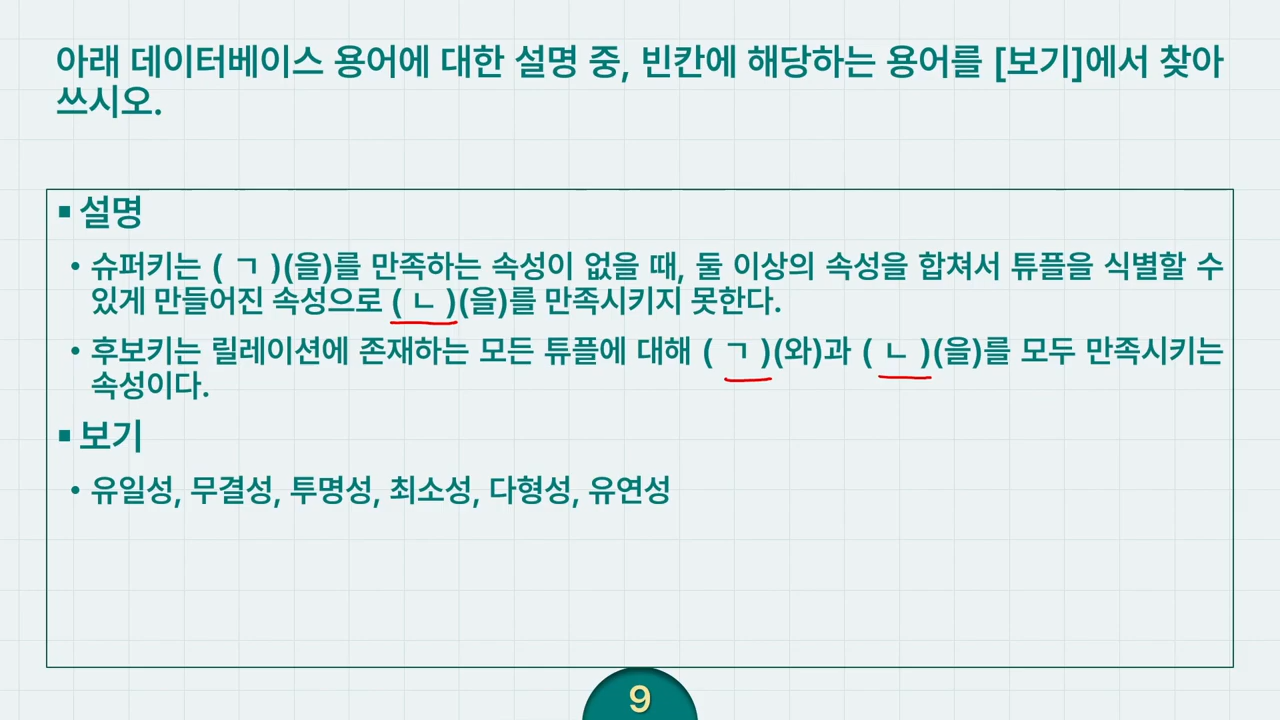 아래 데이터베이스 용어에 대한 설명 중, 빈칸에 해당하는 용어를 [보기]에서 찾아
쓰시오.
▪ 설명
• 슈퍼키는 ( ㄱ )(을)를 만족하는 속성이 없을 때, 둘 이상의 속성을 합쳐서 튜플을 식별할 수
있게 만들어진 속성으로 ( ㄴ )(을)를 만족시키지 못한다.
• 후보키는 릴레이션에 존재하는 모든 튜플에 대해 ( ㄱ )(와)과 ( ㄴ )(을)를 모두 만족시키는
속성이다.
▪ 보기
• 유일성, 무결성, 투명성, 최소성, 다형성, 유연성
9